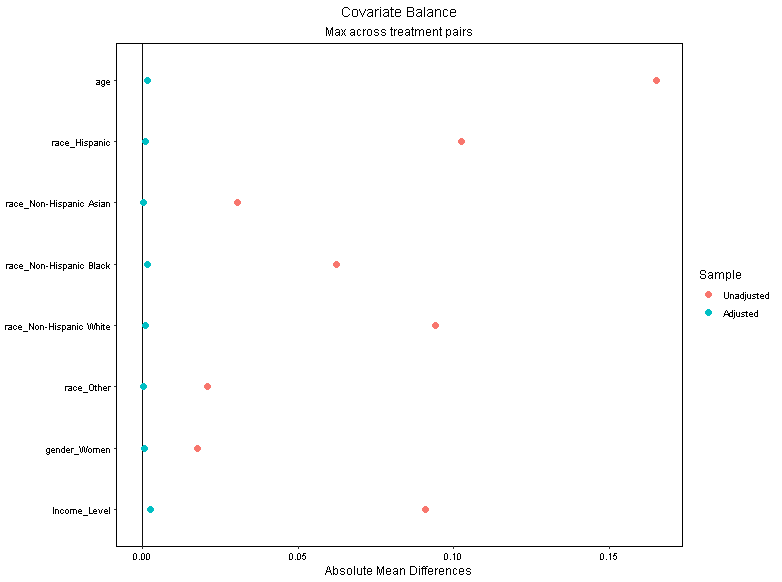 Covariate Balance
Max across treatment pairs
age
race_Hispanic
race_Non-Hispanic Asian
race_Non-Hispanic Black
race_Non-Hispanic White
race_Other
gender_Women
Income_Level
0.00 0.05 0.10 0.15
Absolute Mean Differences
Sample
Unadjusted
Adjusted